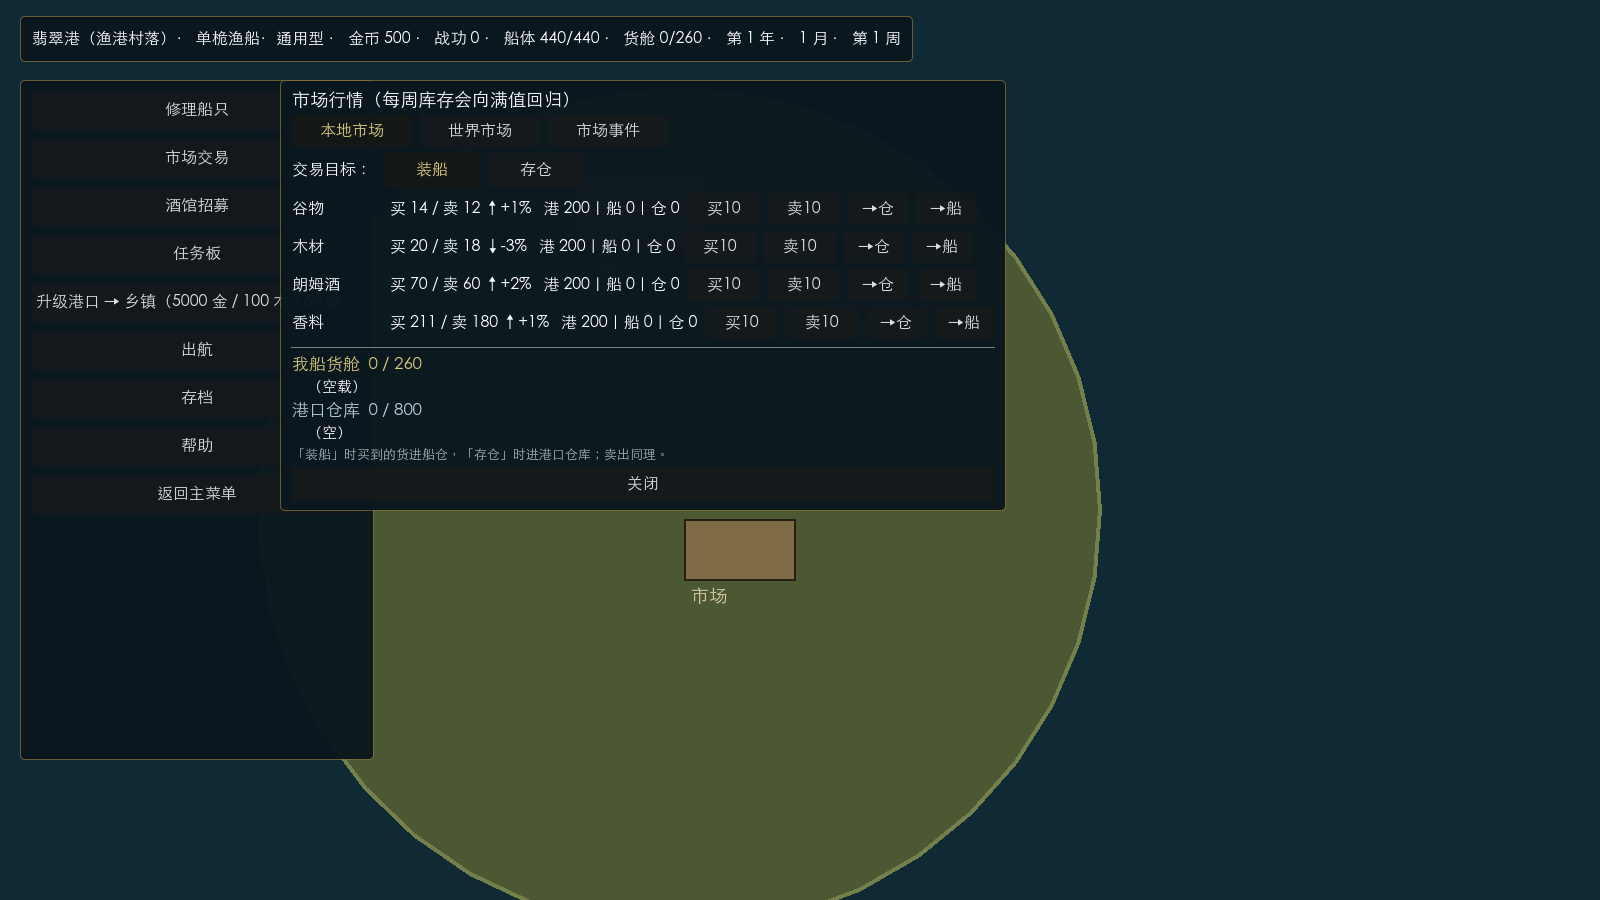 翡翠港（渔港村落）· 单桅渔船· 通用型 · 金币 500 · 战功 0 · 船体 440/440 · 货舱 0/260 · 第 1 年 · 1 月 · 第 1 周
修理船只
市场交易
酒馆招募
任务板
升级港口 → 乡镇（5000 金 / 100
出航
存档
帮助
返回主菜单
市场行情（每周库存会向满值回归）
本地市场 世界市场 市场事件
交易目标： 装船 存仓
谷物 买 14 / 卖 12 ↑+1% 港 200 | 船 0 | 仓 0 买10 卖10 →仓 →船
木材 买 20 / 卖 18 ↓-3% 港 200 | 船 0 | 仓 0 买10 卖10 →仓 →船
朗姆酒 买 70 / 卖 60 ↑+2% 港 200 | 船 0 | 仓 0 买10 卖10 →仓 →船
香料 买 211 / 卖 180 ↑+1% 港 200 | 船 0 | 仓 0 买10 卖10 →仓 →船
我船货舱 0 / 260
（空载）
港口仓库 0 / 800
（空）
「装船」时买到的货进船仓，「存仓」时进港口仓库；卖出同理。
关闭
市场